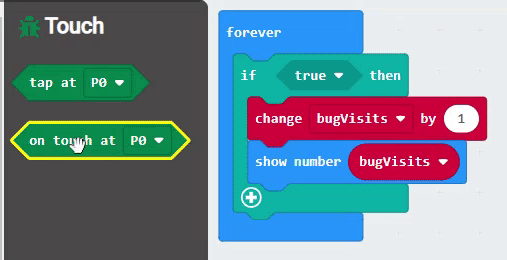 Touch
tap at P0
on touch at P0
forever
if true then
change bugVisits by 1
show number bugVisits